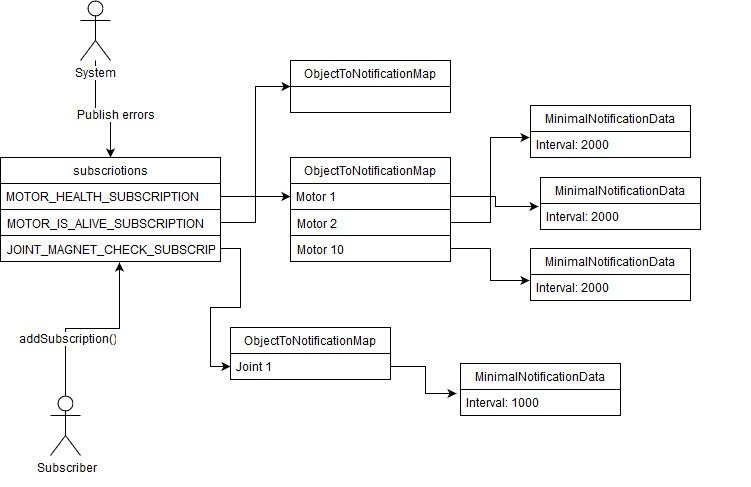 System
Publish errors
subscriotions
MOTOR_HEALTH_SUBSCRIPTION
MOTOR_IS_ALIVE_SUBSCRIPTION
JOINT_MAGNET_CHECK_SUBSCRIP
addSubscription()
Subscriber
ObjectToNotificationMap
ObjectToNotificationMap
Motor 1
Motor 2
Motor 10
ObjectToNotificationMap
Joint 1
MinimalNotificationData
Interval: 2000
MinimalNotificationData
Interval: 2000
MinimalNotificationData
Interval: 2000
MinimalNotificationData
Interval: 1000